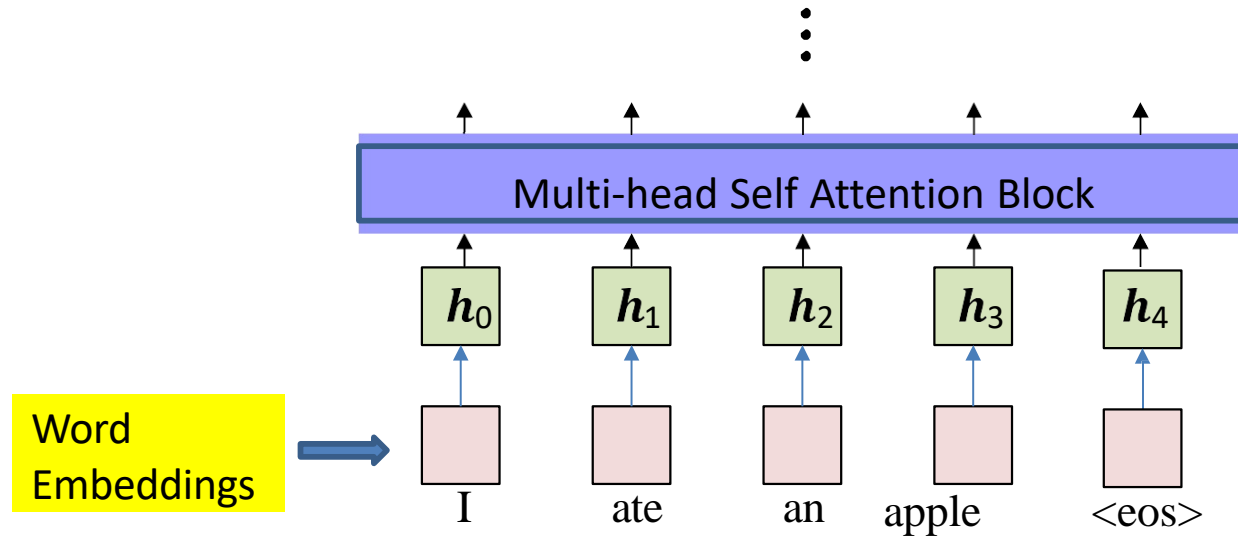 Multi-head Self Attention Block
h0 h1 h2 h3 h4
Word
Embeddings
I ate an apple <eos>